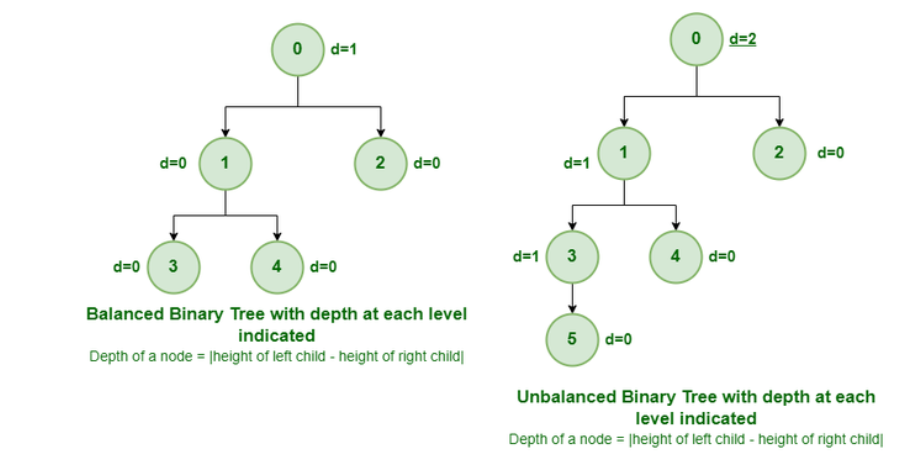 0 d=1
d=0 1 2 d=0
d=0 3 4 d=0
Balanced Binary Tree with depth at each level
indicated
Depth of a node = |height of left child - height of right child|
0 d=2
d=1 1 2 d=0
d=1 3 4 d=0
5 d=0
Unbalanced Binary Tree with depth at each
level indicated
Depth of a node = |height of left child - height of right child|